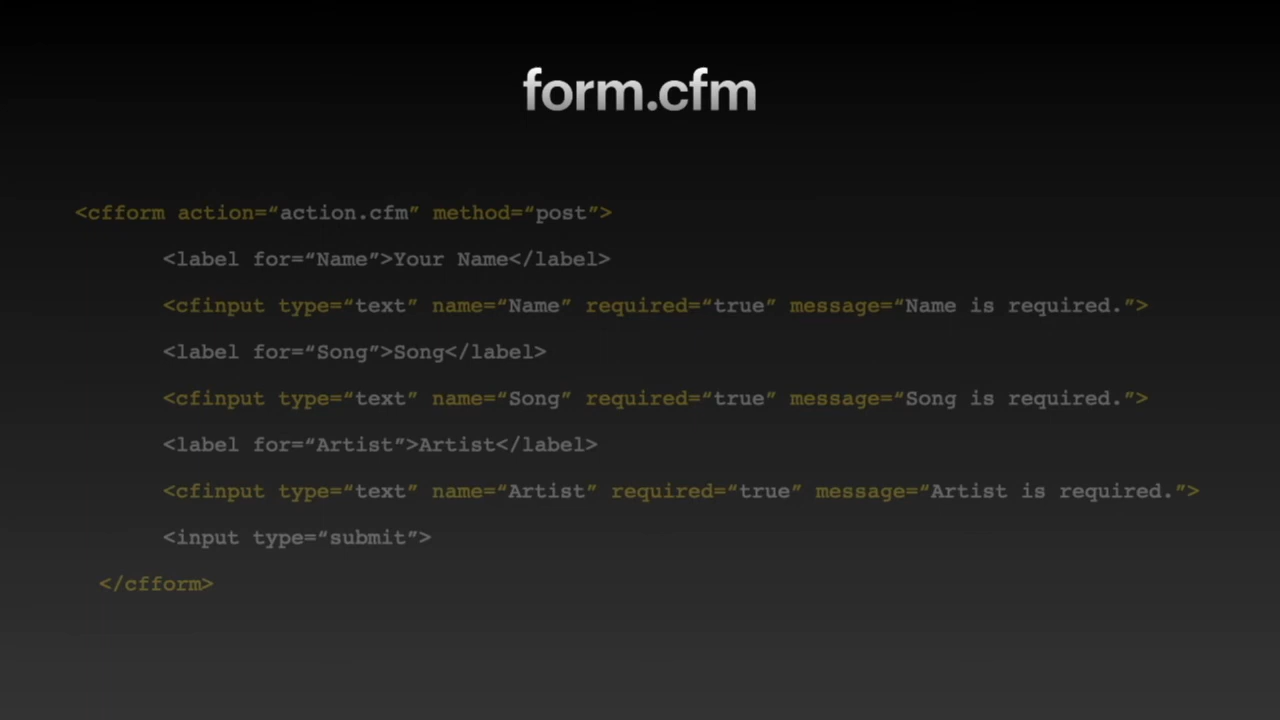 form.cfm
<cfform action=“action.cfm” method=“post”>
<label for=“Name”>Your Name</label>
<cfinput type=“text” name=“Name” required=“true” message=“Name is required.”>
<label for=“Song”>Song</label>
<cfinput type=“text” name=“Song” required=“true” message=“Song is required.”>
<label for=“Artist”>Artist</label>
<cfinput type=“text” name=“Artist” required=“true” message=“Artist is required.”>
<input type=“submit”>
</cfform>